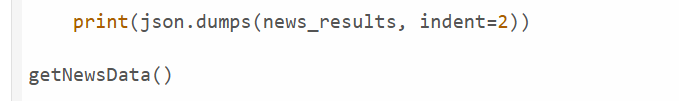 print(json.dumps(news_results, indent=2))
getNewsData()